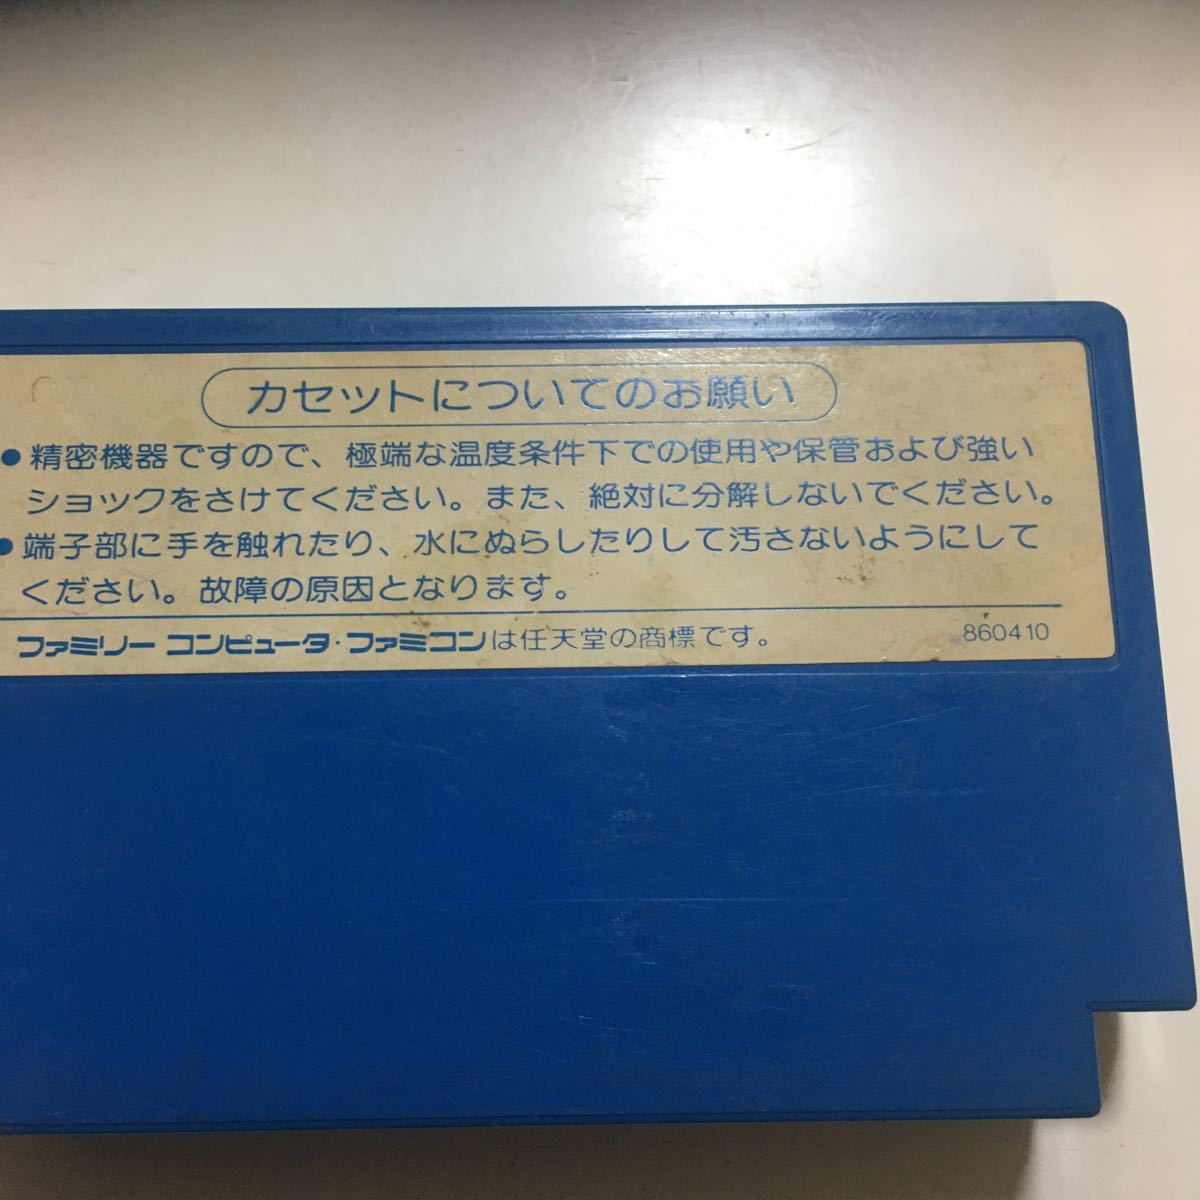 カセットについてのお願い
●精密機器ですので、極端な温度条件下での使用や保管および強い
ショックをさけてください。また、絶対に分解しないでください。
●端子部に手を触れたり、水にぬらしたりして汚さないようにして
ください。故障の原因となります。
ファミリーコンピュータ・ファミコンは任天堂の商標です。 860410